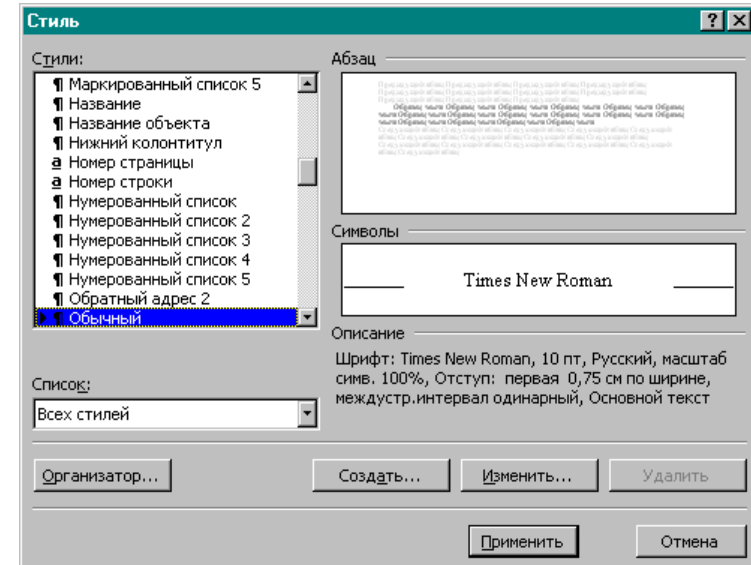 Стиль
Стили:
¶ Маркированный список 5
¶ Название
¶ Название объекта
¶ Нижний колонтитул
a Номер страницы
a Номер строки
¶ Нумерованный список
¶ Нумерованный список 2
¶ Нумерованный список 3
¶ Нумерованный список 4
¶ Нумерованный список 5
¶ Обратный адрес 2
¶ Обычный
Список:
Всех стилей
Абзац
Символы
Times New Roman
Описание
Шрифт: Times New Roman, 10 пт, Русский, масштаб
симв. 100%, Отступ: первая 0,75 см по ширине,
междустр.интервал одинарный, Основной текст
Организатор... Создать... Изменить... Удалить
Применить Отмена